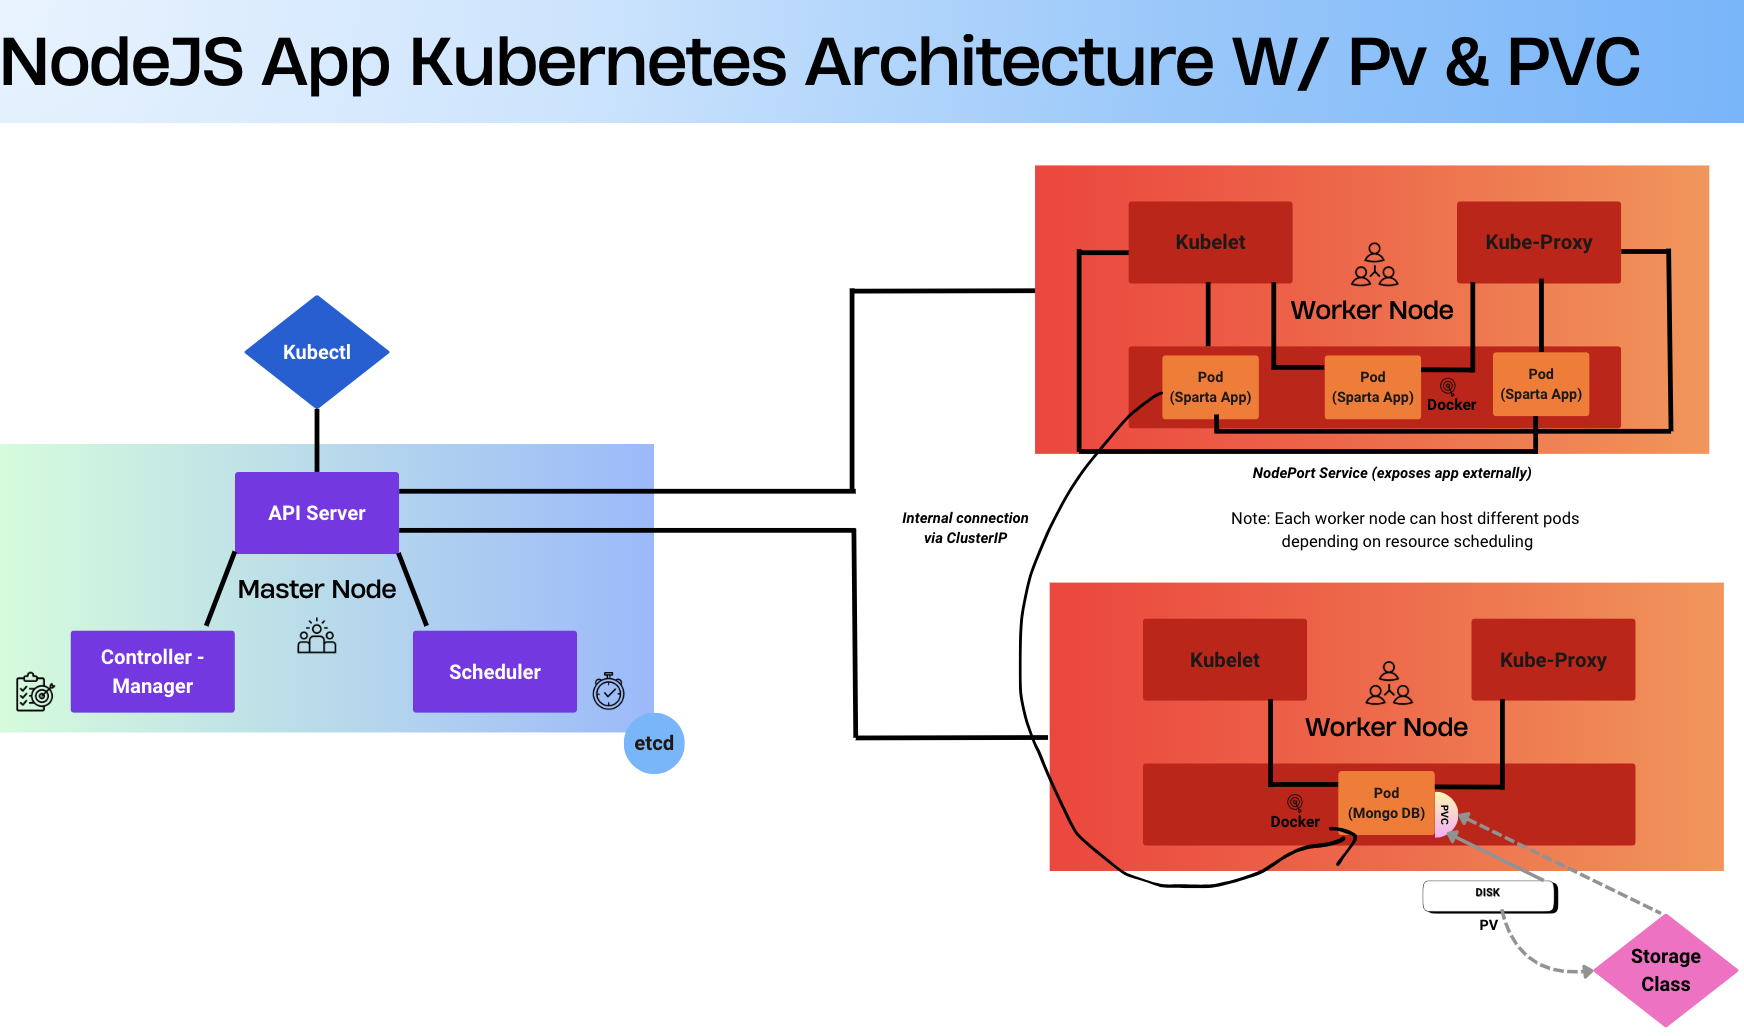 NodeJS App Kubernetes Architecture W/ Pv & PVC
Kubectl
API Server
Master Node
Controller -
Manager
Scheduler
etcd
Kubelet
Kube-Proxy
Worker Node
Pod
(Sparta App)
Pod
(Sparta App)
Docker
Pod
(Sparta App)
NodePort Service (exposes app externally)
Internal connection
via ClusterIP
Note: Each worker node can host different pods
depending on resource scheduling
Kubelet
Kube-Proxy
Worker Node
Docker
Pod
(Mongo DB)
PVC
DISK
PV
Storage
Class